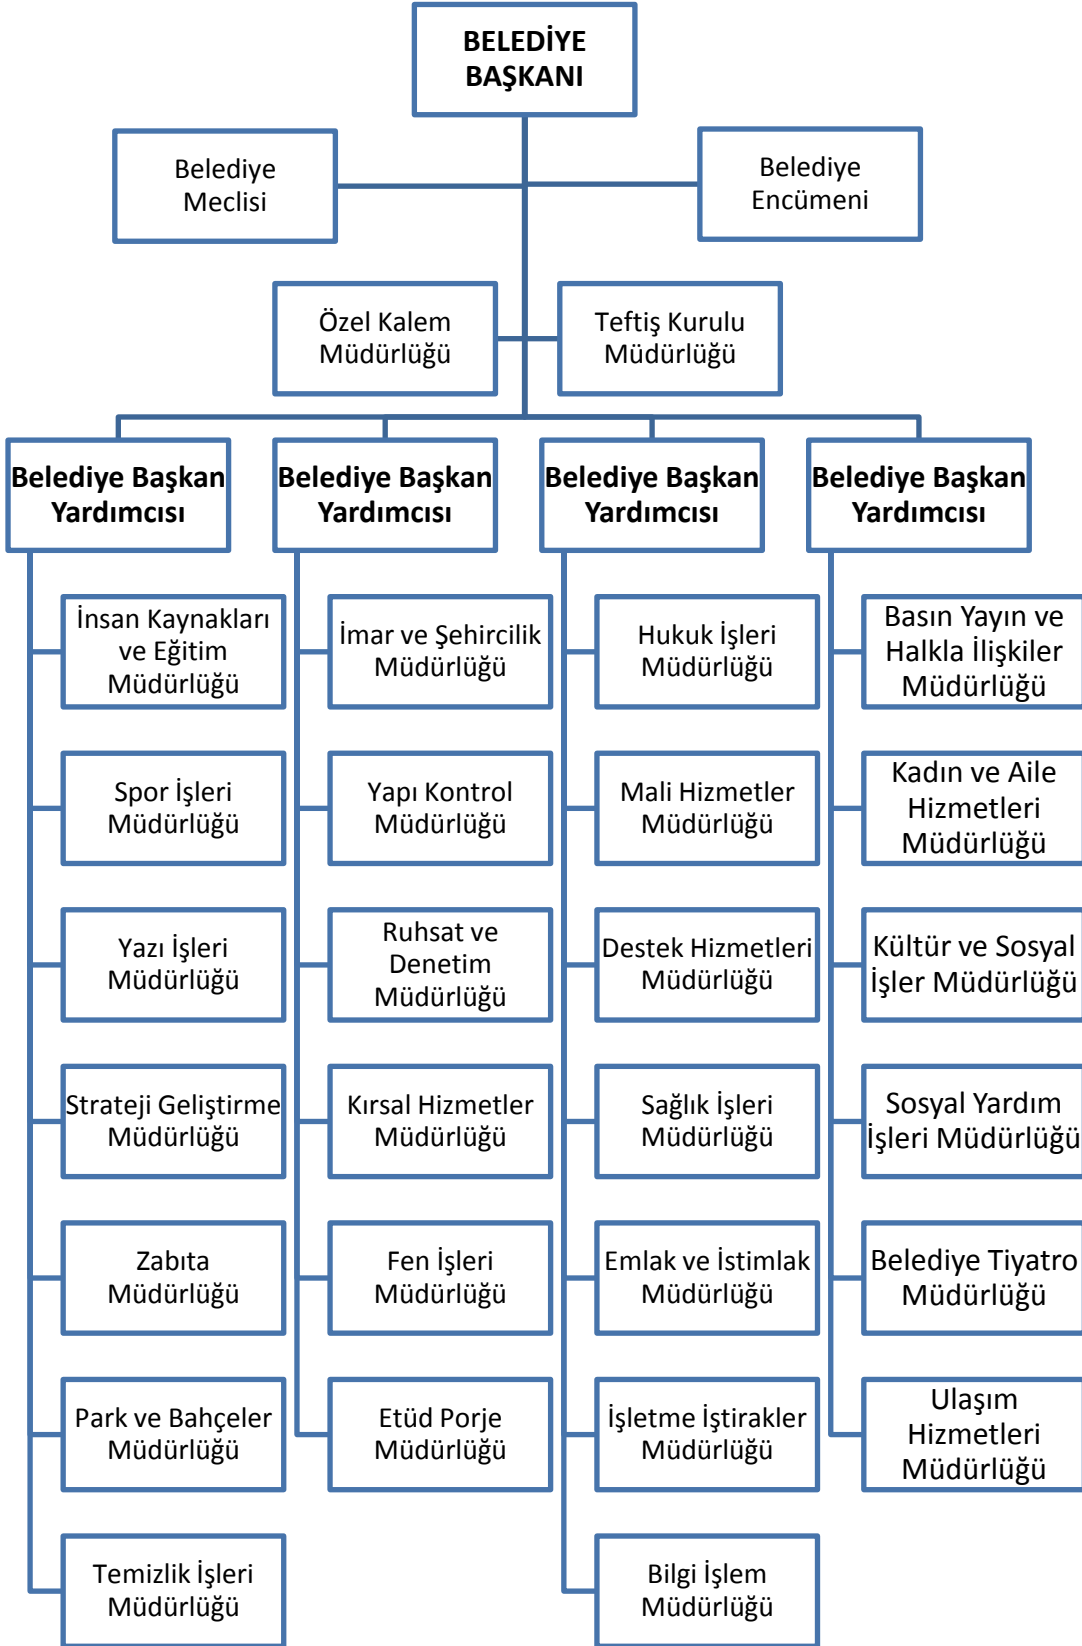 BELEDİYE
BAŞKANI
Belediye
Meclisi
Belediye
Encümeni
Özel Kalem
Müdürlüğü
Teftiş Kurulu
Müdürlüğü
Belediye Başkan
Yardımcısı
Belediye Başkan
Yardımcısı
Belediye Başkan
Yardımcısı
Belediye Başkan
Yardımcısı
İnsan Kaynakları
ve Eğitim
Müdürlüğü
İmar ve Şehircilik
Müdürlüğü
Hukuk İşleri
Müdürlüğü
Basın Yayın ve
Halkla İlişkiler
Müdürlüğü
Spor İşleri
Müdürlüğü
Yapı Kontrol
Müdürlüğü
Mali Hizmetler
Müdürlüğü
Kadın ve Aile
Hizmetleri
Müdürlüğü
Yazı İşleri
Müdürlüğü
Ruhsat ve
Denetim
Müdürlüğü
Destek Hizmetleri
Müdürlüğü
Kültür ve Sosyal
İşler Müdürlüğü
Strateji Geliştirme
Müdürlüğü
Kırsal Hizmetler
Müdürlüğü
Sağlık İşleri
Müdürlüğü
Sosyal Yardım
İşleri Müdürlüğü
Zabıta
Müdürlüğü
Fen İşleri
Müdürlüğü
Emlak ve İstimlak
Müdürlüğü
Belediye Tiyatro
Müdürlüğü
Park ve Bahçeler
Müdürlüğü
Etüd Porje
Müdürlüğü
İşletme İştirakler
Müdürlüğü
Ulaşım
Hizmetleri
Müdürlüğü
Temizlik İşleri
Müdürlüğü
Bilgi İşlem
Müdürlüğü